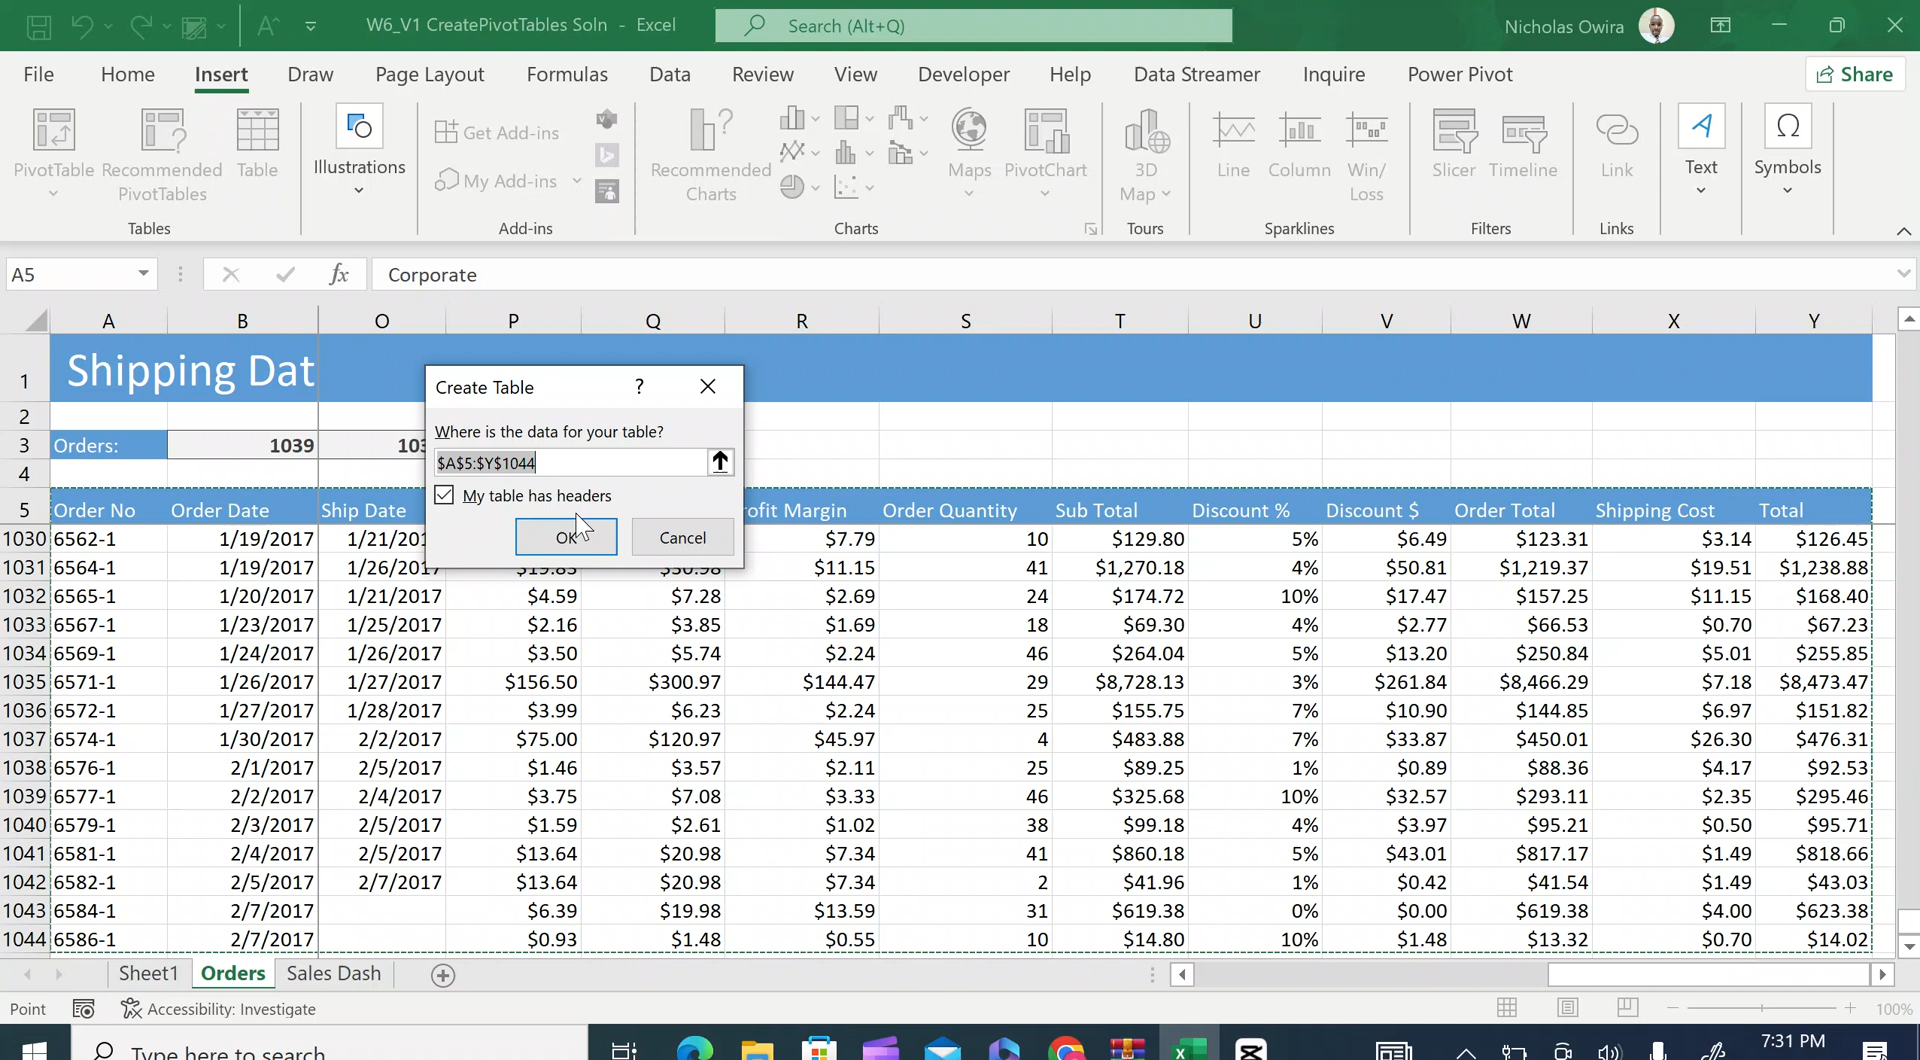 W6_V1 CreatePivotTables Soln - Excel
Search (Alt+Q)
Nicholas Owira
File Home Insert Draw Page Layout Formulas Data Review View Developer Help Data Streamer Inquire Power Pivot Share
PivotTable
Recommended PivotTables
Table
Tables
Illustrations
Get Add-ins
My Add-ins
Add-ins
Recommended Charts
Charts
Maps
PivotChart
3D Map
Tours
Line
Column
Win/ Loss
Sparklines
Slicer
Timeline
Filters
Link
Links
Text
Symbols
A5 fx Corporate
A B O P Q R S T U V W X Y
1 Shipping Dat
2
3 Orders: 1039 103
4
Create Table ?
Where is the data for your table?
$A$5:$Y$1044
My table has headers
OK Cancel
5 Order No Order Date Ship Date ofit Margin Order Quantity Sub Total Discount % Discount $ Order Total Shipping Cost Total
1030 6562-1 1/19/2017 1/21/201 $7.79 10 $129.80 5% $6.49 $123.31 $3.14 $126.45
1031 6564-1 1/19/2017 1/26/2017 $19.83 $30.98 $11.15 41 $1,270.18 4% $50.81 $1,219.37 $19.51 $1,238.88
1032 6565-1 1/20/2017 1/21/2017 $4.59 $7.28 $2.69 24 $174.72 10% $17.47 $157.25 $11.15 $168.40
1033 6567-1 1/23/2017 1/25/2017 $2.16 $3.85 $1.69 18 $69.30 4% $2.77 $66.53 $0.70 $67.23
1034 6569-1 1/24/2017 1/26/2017 $3.50 $5.74 $2.24 46 $264.04 5% $13.20 $250.84 $5.01 $255.85
1035 6571-1 1/26/2017 1/27/2017 $156.50 $300.97 $144.47 29 $8,728.13 3% $261.84 $8,466.29 $7.18 $8,473.47
1036 6572-1 1/27/2017 1/28/2017 $3.99 $6.23 $2.24 25 $155.75 7% $10.90 $144.85 $6.97 $151.82
1037 6574-1 1/30/2017 2/2/2017 $75.00 $120.97 $45.97 4 $483.88 7% $33.87 $450.01 $26.30 $476.31
1038 6576-1 2/1/2017 2/5/2017 $1.46 $3.57 $2.11 25 $89.25 1% $0.89 $88.36 $4.17 $92.53
1039 6577-1 2/2/2017 2/4/2017 $3.75 $7.08 $3.33 46 $325.68 10% $32.57 $293.11 $2.35 $295.46
1040 6579-1 2/3/2017 2/5/2017 $1.59 $2.61 $1.02 38 $99.18 4% $3.97 $95.21 $0.50 $95.71
1041 6581-1 2/4/2017 2/5/2017 $13.64 $20.98 $7.34 41 $860.18 5% $43.01 $817.17 $1.49 $818.66
1042 6582-1 2/5/2017 2/7/2017 $13.64 $20.98 $7.34 2 $41.96 1% $0.42 $41.54 $1.49 $43.03
1043 6584-1 2/7/2017 $6.39 $19.98 $13.59 31 $619.38 0% $0.00 $619.38 $4.00 $623.38
1044 6586-1 2/7/2017 $0.93 $1.48 $0.55 10 $14.80 10% $1.48 $13.32 $0.70 $14.02
Sheet1 Orders Sales Dash
Point Accessibility: Investigate 100%
Type here to search 7:31 PM